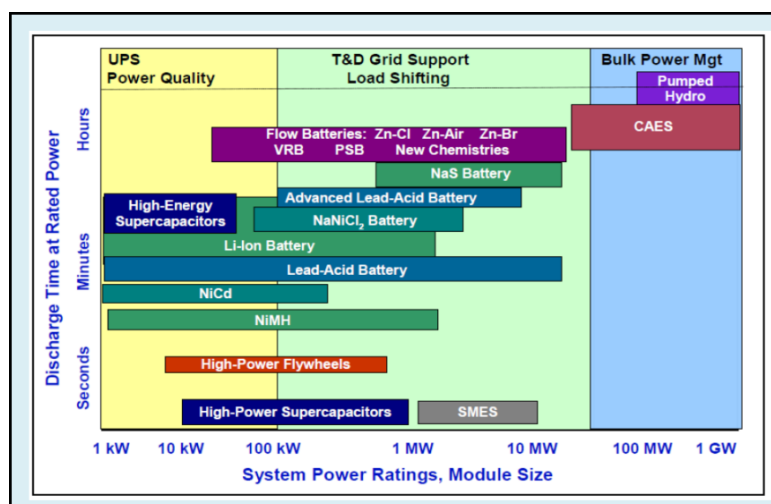 UPS
Power Quality
T&D Grid Support
Load Shifting
Bulk Power Mgt
Pumped
Hydro
CAES
Flow Batteries: Zn-Cl Zn-Air Zn-Br
VRB PSB New Chemistries
NaS Battery
Advanced Lead-Acid Battery
High-Energy
Supercapacitors
NaNiCl₂ Battery
Li-Ion Battery
Lead-Acid Battery
NiCd
NiMH
High-Power Flywheels
High-Power Supercapacitors
SMES
Discharge Time at Rated Power
Hours
Minutes
Seconds
1 kW 10 kW 100 kW 1 MW 10 MW 100 MW 1 GW
System Power Ratings, Module Size